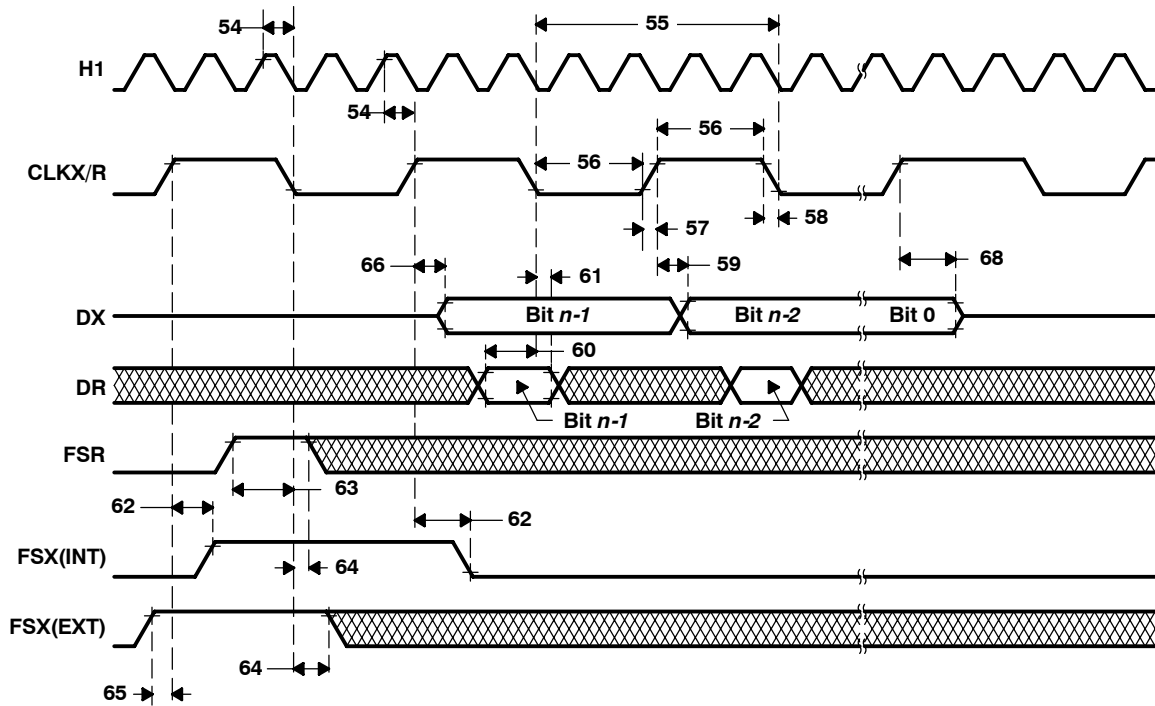 54
55
H1
54
56
CLKX/R
56
57
58
66
61
59
68
DX
Bit n-1
Bit n-2
Bit 0
60
DR
Bit n-1
Bit n-2
FSR
63
62
62
FSX(INT)
64
FSX(EXT)
64
65